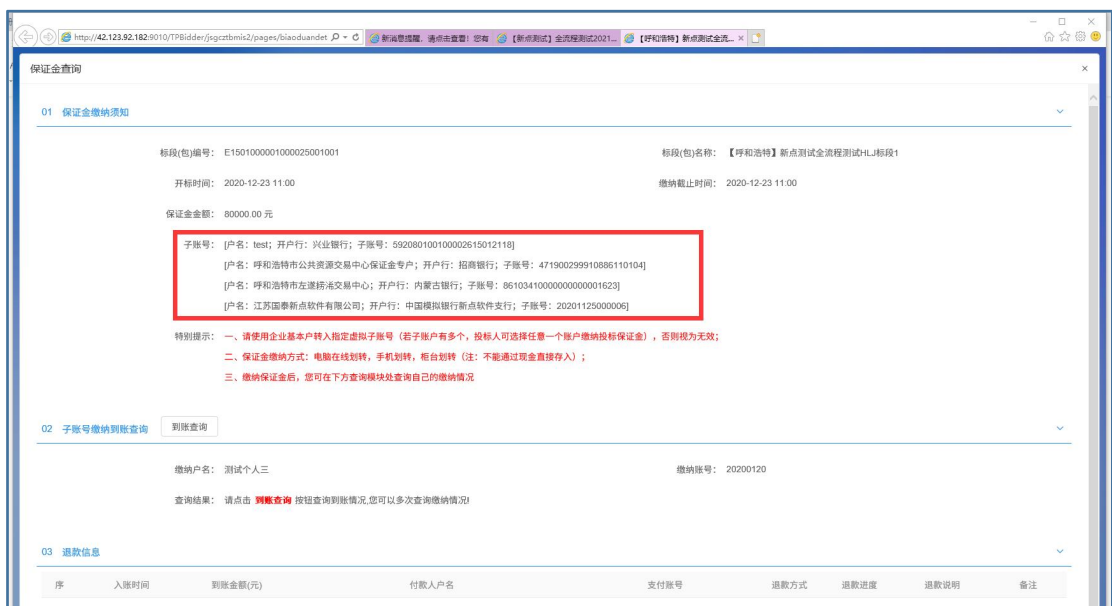 http://42.123.92.182:9010/TPBidder/jsgcztbmis2/pages/biaoduandet 新消息提醒，请点击查看！您有 【新点测试】全流程测试2021... 【呼和浩特】新点测试全流... ×
保证金查询 ×
01 保证金缴纳须知
标段(包)编号： E1501000001000025001001 标段(包)名称： 【呼和浩特】新点测试全流程测试HLJ标段1
开标时间： 2020-12-23 11:00 缴纳截止时间： 2020-12-23 11:00
保证金金额： 80000.00 元
子账号： [户名：test；开户行：兴业银行；子账号：592080100100002615012118]
[户名：呼和浩特市公共资源交易中心保证金专户；开户行：招商银行；子账号：471900299910886110104]
[户名：呼和浩特市左遂捞浠交易中心；开户行：内蒙古银行；子账号：86103410000000000001623]
[户名：江苏国泰新点软件有限公司；开户行：中国模拟银行新点软件支行；子账号：20201125000006]
特别提示： 一、请使用企业基本户转入指定虚拟子账号（若子账户有多个，投标人可选择任意一个账户缴纳投标保证金），否则视为无效；
二、保证金缴纳方式：电脑在线划转，手机划转，柜台划转（注：不能通过现金直接存入）；
三、缴纳保证金后，您可在下方查询模块处查询自己的缴纳情况
02 子账号缴纳到账查询 到账查询
缴纳户名： 测试个人三 缴纳账号： 20200120
查询结果： 请点击 到账查询 按钮查询到账情况,您可以多次查询缴纳情况!
03 退款信息
序 入账时间 到账金额(元) 付款人户名 支付账号 退款方式 退款进度 退款说明 备注